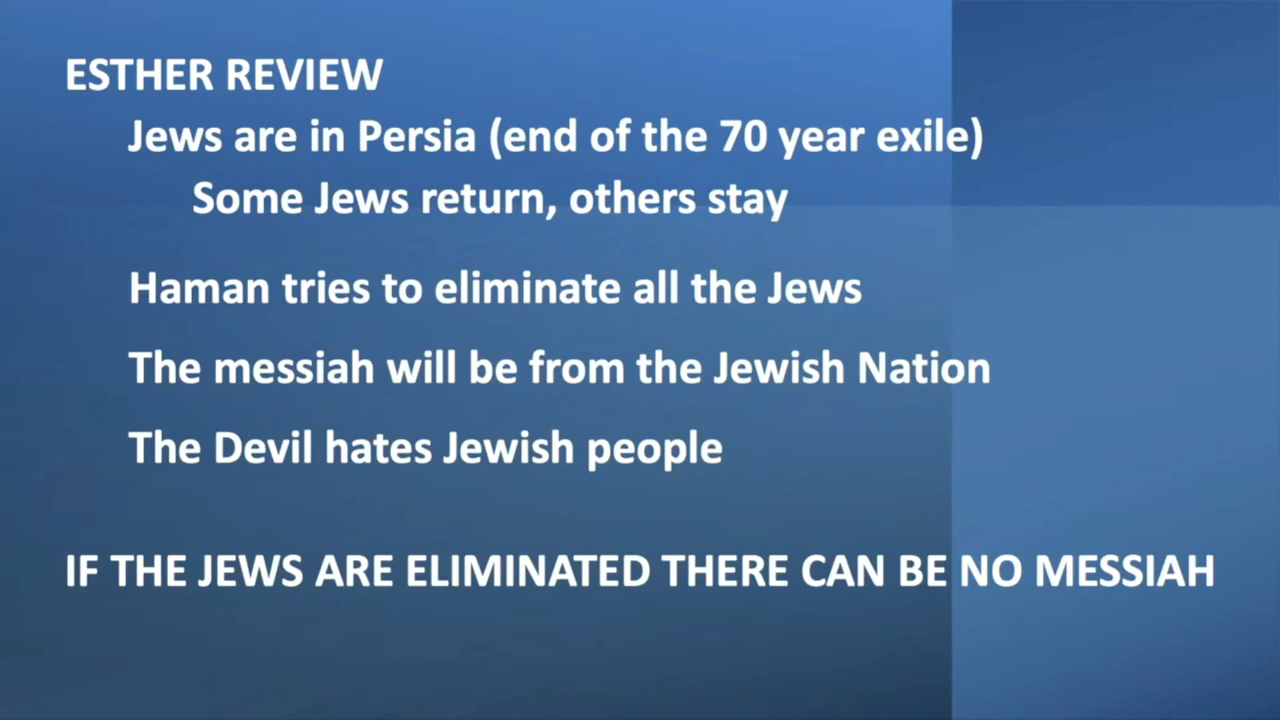 ESTHER REVIEW
Jews are in Persia (end of the 70 year exile)
Some Jews return, others stay
Haman tries to eliminate all the Jews
The messiah will be from the Jewish Nation
The Devil hates Jewish people
IF THE JEWS ARE ELIMINATED THERE CAN BE NO MESSIAH